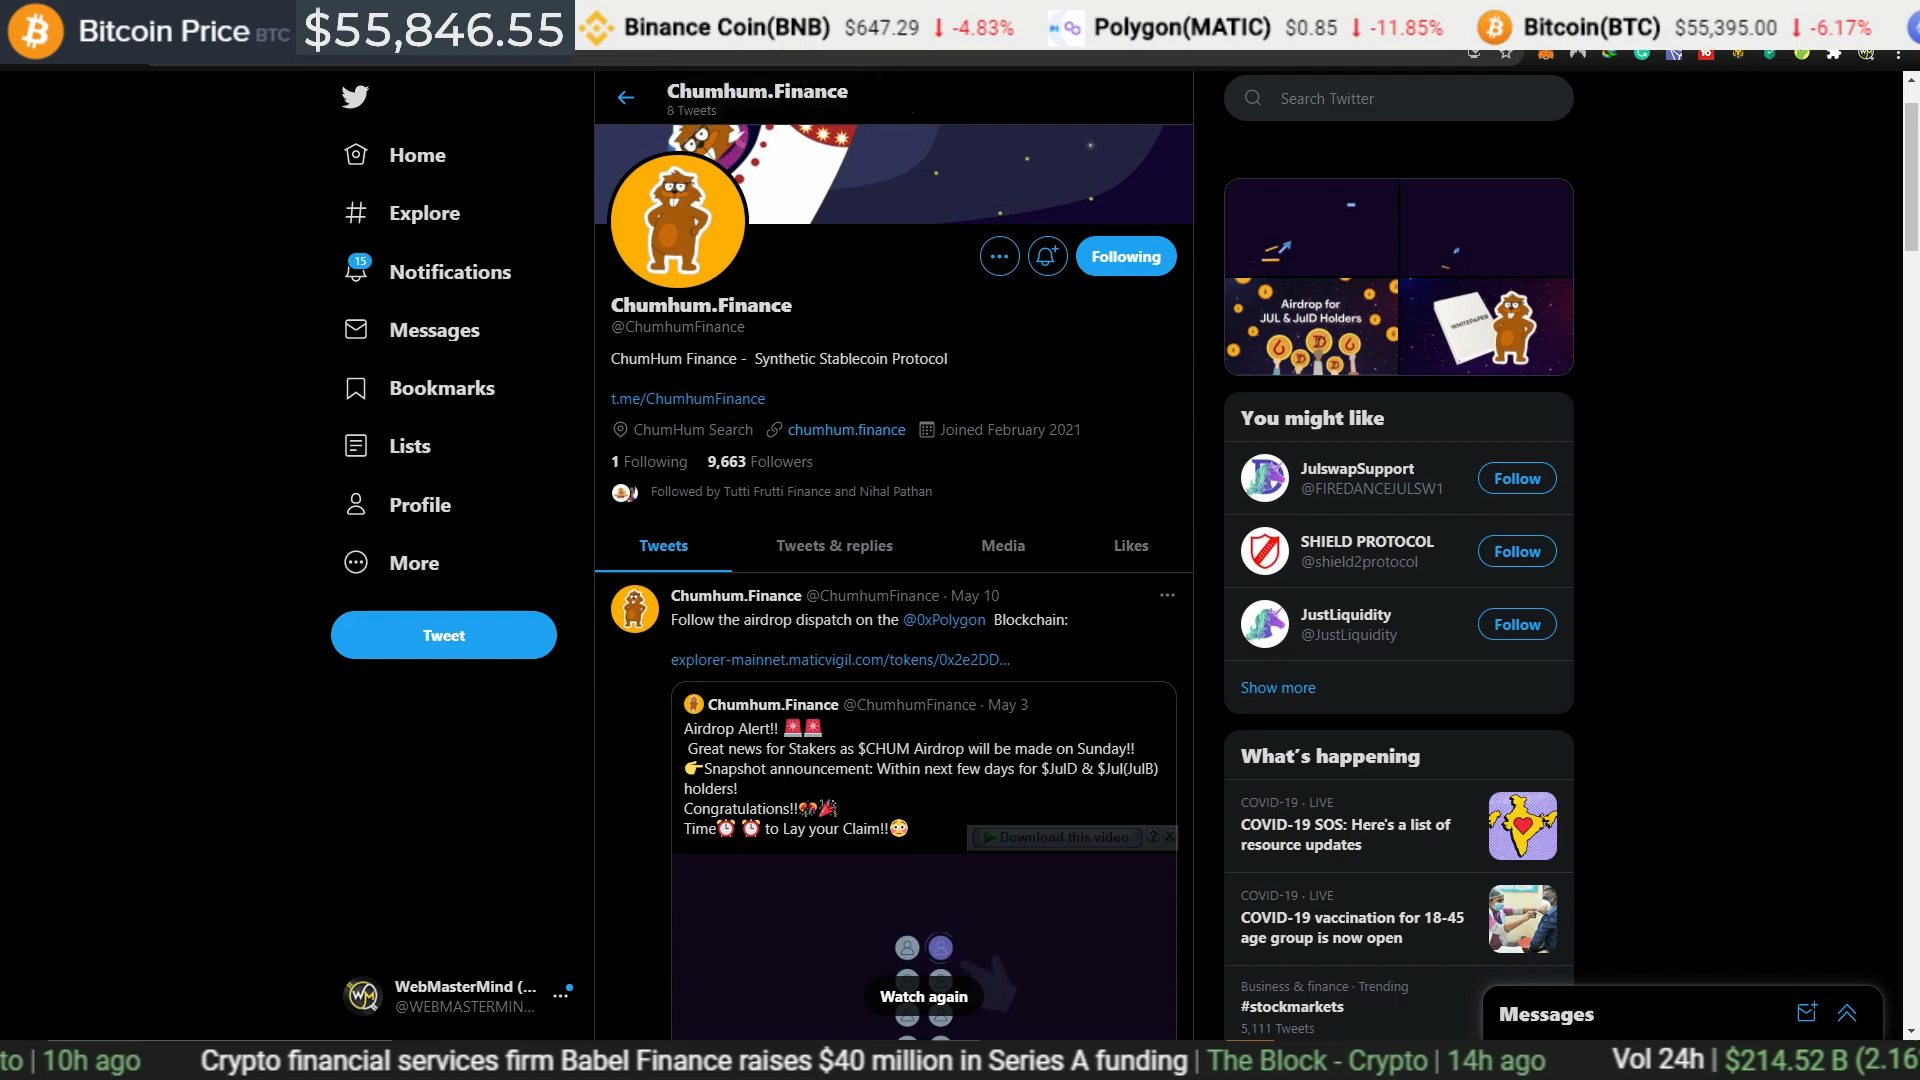 Bitcoin Price BTC $55,846.55
Binance Coin(BNB) $647.29 -4.83% Polygon(MATIC) $0.85 -11.85% Bitcoin(BTC) $55,395.00 -6.17%
Chumhum.Finance
8 Tweets
Search Twitter
Home
Explore
15
Notifications
Messages
Bookmarks
Lists
Profile
More
Tweet
Following
Chumhum.Finance
@ChumhumFinance
ChumHum Finance - Synthetic Stablecoin Protocol
t.me/ChumhumFinance
ChumHum Search chumhum.finance Joined February 2021
1 Following 9,663 Followers
Followed by Tutti Frutti Finance and Nihal Pathan
Tweets Tweets & replies Media Likes
Chumhum.Finance @ChumhumFinance · May 10
Follow the airdrop dispatch on the @0xPolygon Blockchain:
explorer-mainnet.maticvigil.com/tokens/0x2e2DD...
Chumhum.Finance @ChumhumFinance · May 3
Airdrop Alert!! 🚨🚨
Great news for Stakers as $CHUM Airdrop will be made on Sunday!!
👉Snapshot announcement: Within next few days for $JulD & $Jul(JulB)
holders!
Congratulations!!🎊🎉
Time⏰ ⏰ to Lay your Claim!!😳
Download this video ? X
Watch again
Airdrop for
JUL & JulD Holders
WHITEPAPER
You might like
JulswapSupport
@FIREDANCEJULSW1
Follow
SHIELD PROTOCOL
@shield2protocol
Follow
JustLiquidity
@JustLiquidity
Follow
Show more
What's happening
COVID-19 · LIVE
COVID-19 SOS: Here's a list of
resource updates
COVID-19 · LIVE
COVID-19 vaccination for 18-45
age group is now open
Business & finance · Trending
#stockmarkets
5,111 Tweets
Messages
WebMasterMind (...
@WEBMASTERMIN...
to | 10h ago Crypto financial services firm Babel Finance raises $40 million in Series A funding | The Block - Crypto | 14h ago Vol 24h | $214.52 B (2.16